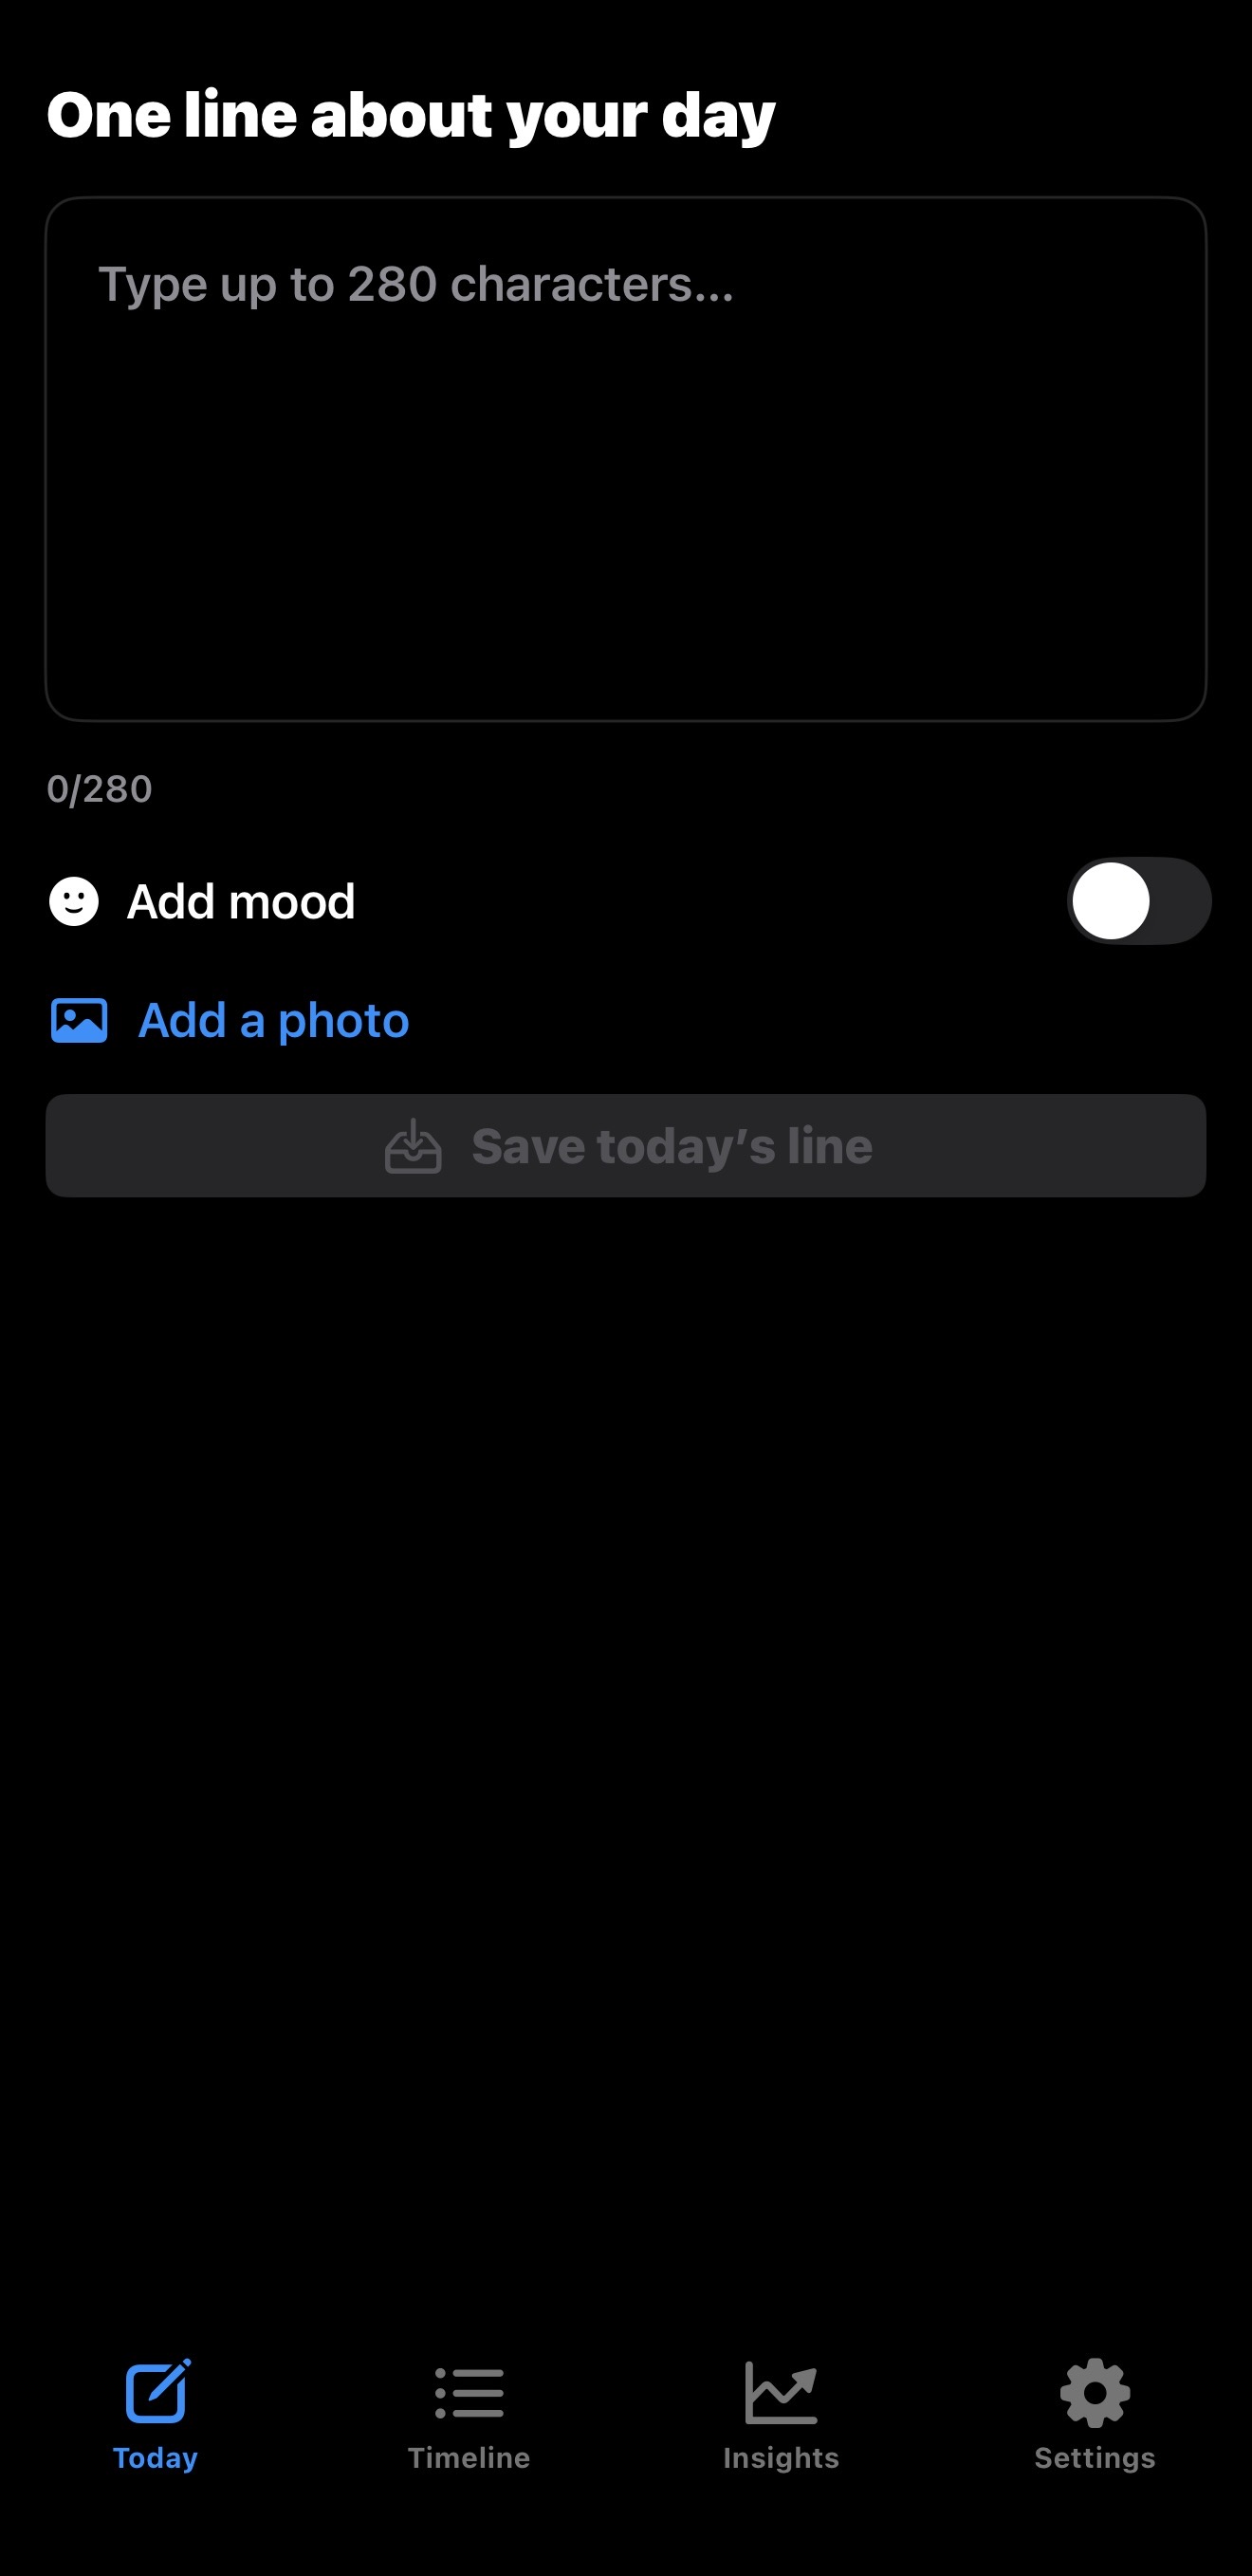 One line about your day
Type up to 280 characters...
0/280
Add mood
Add a photo
Save today’s line
Today
Timeline
Insights
Settings